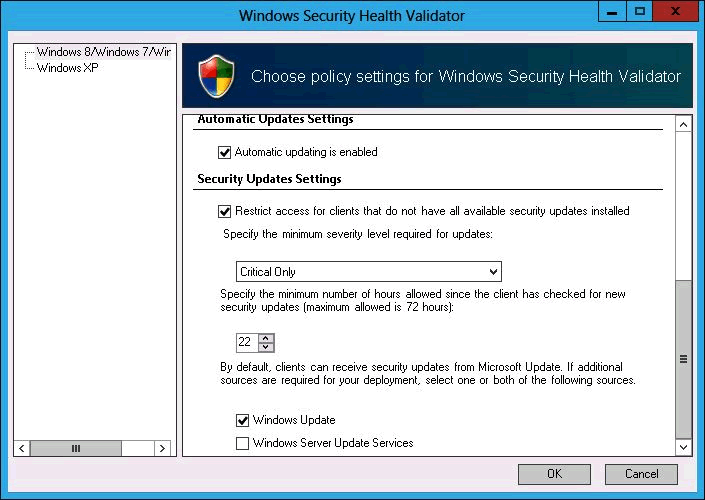 Windows Security Health Validator
Windows 8/Windows 7/Wir
Windows XP
Choose policy settings for Windows Security Health Validator
Automatic Updates Settings
Automatic updating is enabled
Security Updates Settings
Restrict access for clients that do not have all available security updates installed
Specify the minimum severity level required for updates:
Critical Only
Specify the minimum number of hours allowed since the client has checked for new
security updates (maximum allowed is 72 hours):
22
By default, clients can receive security updates from Microsoft Update. If additional
sources are required for your deployment, select one or both of the following sources.
Windows Update
Windows Server Update Services
OK
Cancel